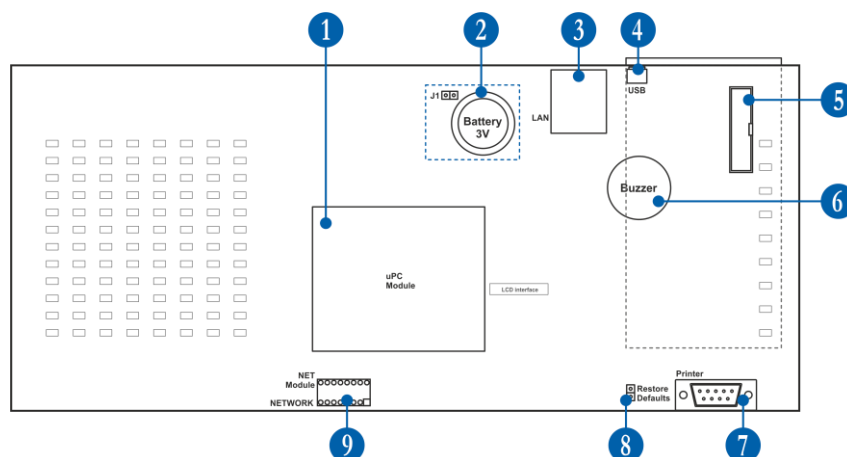 1
2
3
4
5
6
7
8
9
J1
Battery
3V
LAN
USB
Buzzer
uPC
Module
LCD interface
NET
Module
NETWORK
Restore
Defaults
Printer